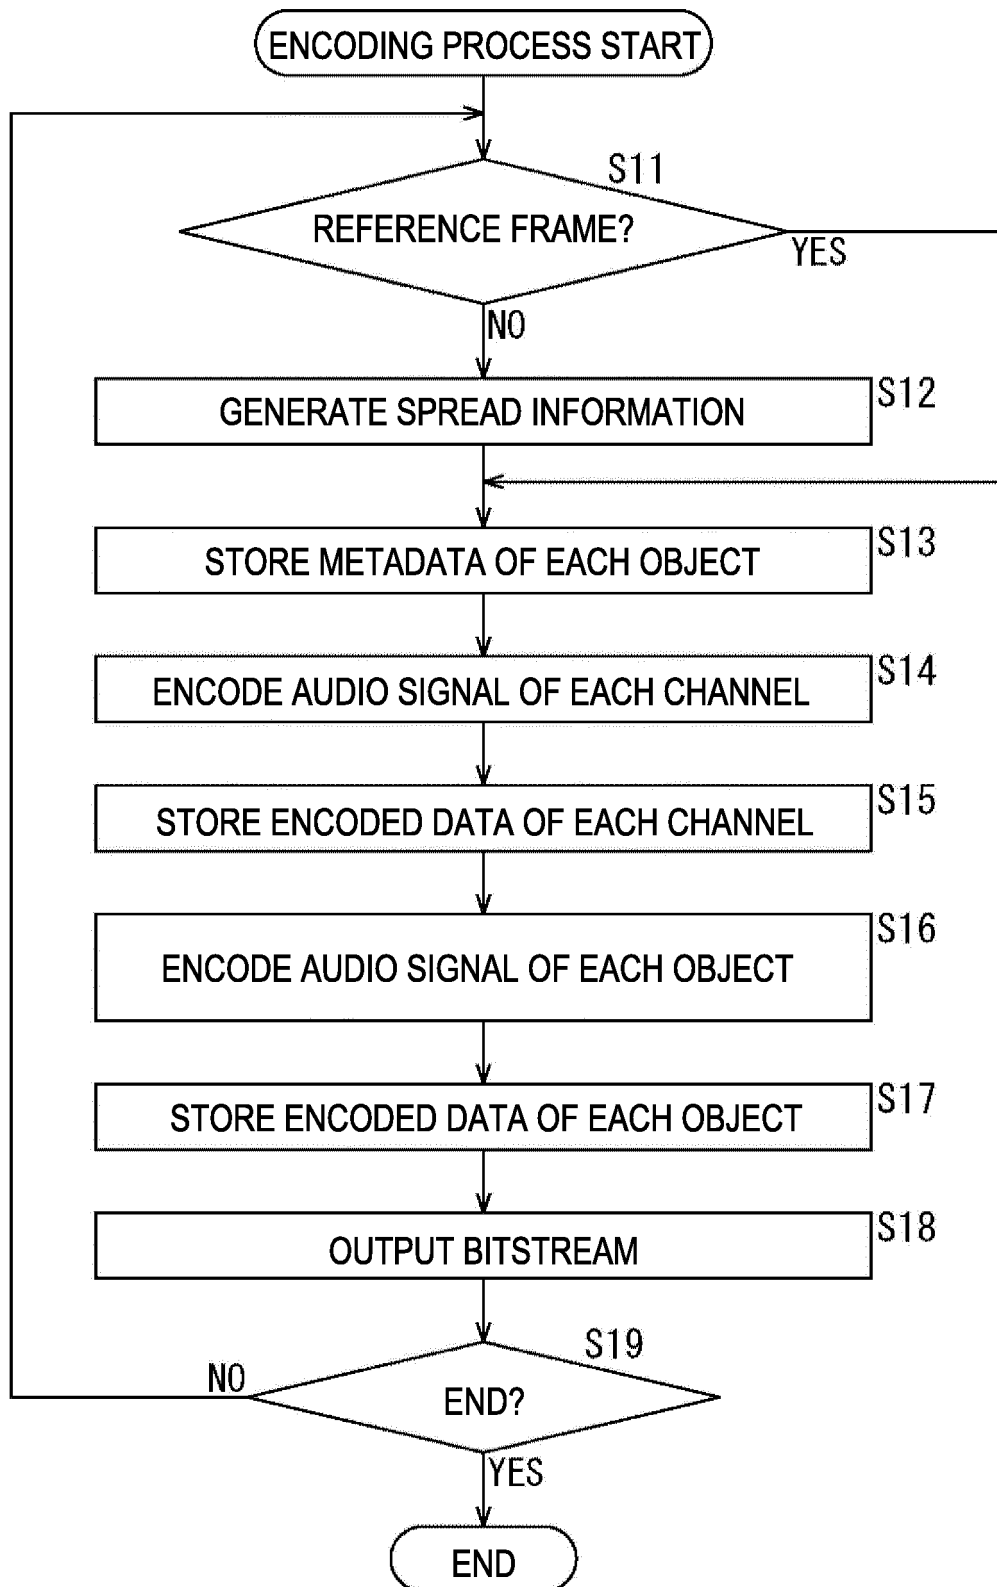 ENCODING PROCESS START
S11
REFERENCE FRAME?
YES
NO
S12
GENERATE SPREAD INFORMATION
S13
STORE METADATA OF EACH OBJECT
S14
ENCODE AUDIO SIGNAL OF EACH CHANNEL
S15
STORE ENCODED DATA OF EACH CHANNEL
S16
ENCODE AUDIO SIGNAL OF EACH OBJECT
S17
STORE ENCODED DATA OF EACH OBJECT
S18
OUTPUT BITSTREAM
S19
NO
END?
YES
END